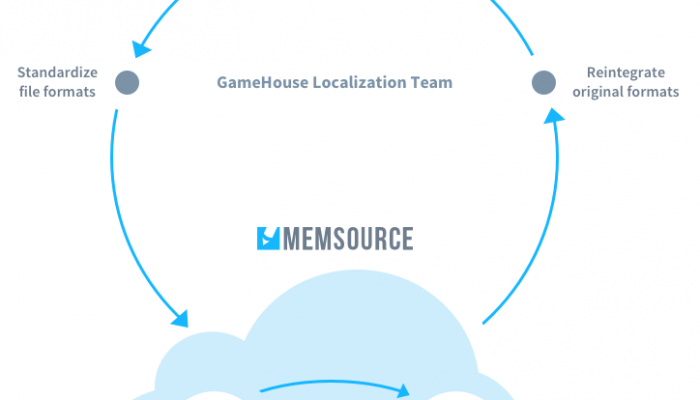 Standardize
file formats
GameHouse Localization Team
Reintegrate
original formats
MEMSOURCE